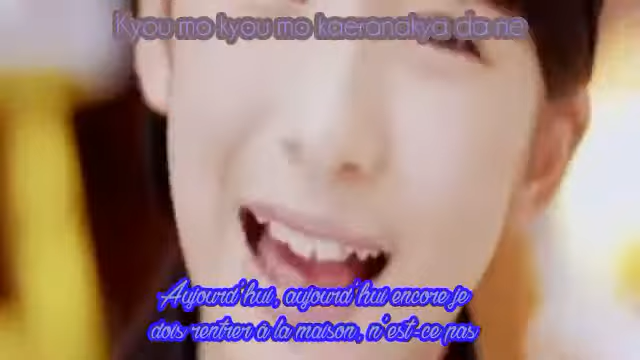 Kyou mo kyou mo kaeranakya da ne
Aujourd'hui, aujourd'hui encore je
dois rentrer à la maison, n'est-ce pas